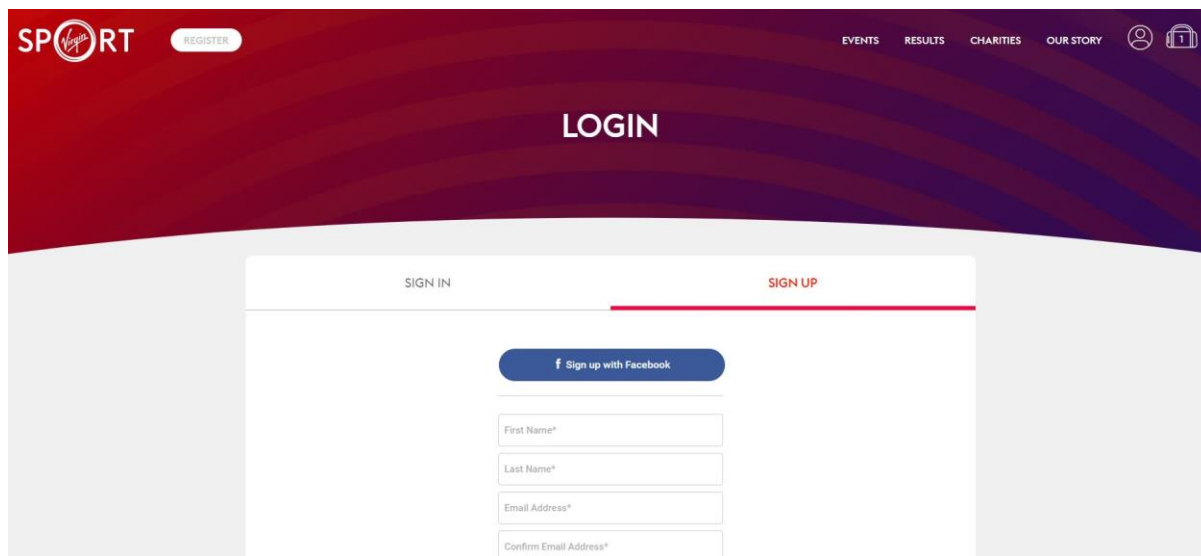 SPORT Virgin
REGISTER
EVENTS RESULTS CHARITIES OUR STORY
1
LOGIN
SIGN IN
SIGN UP
f Sign up with Facebook
First Name*
Last Name*
Email Address*
Confirm Email Address*